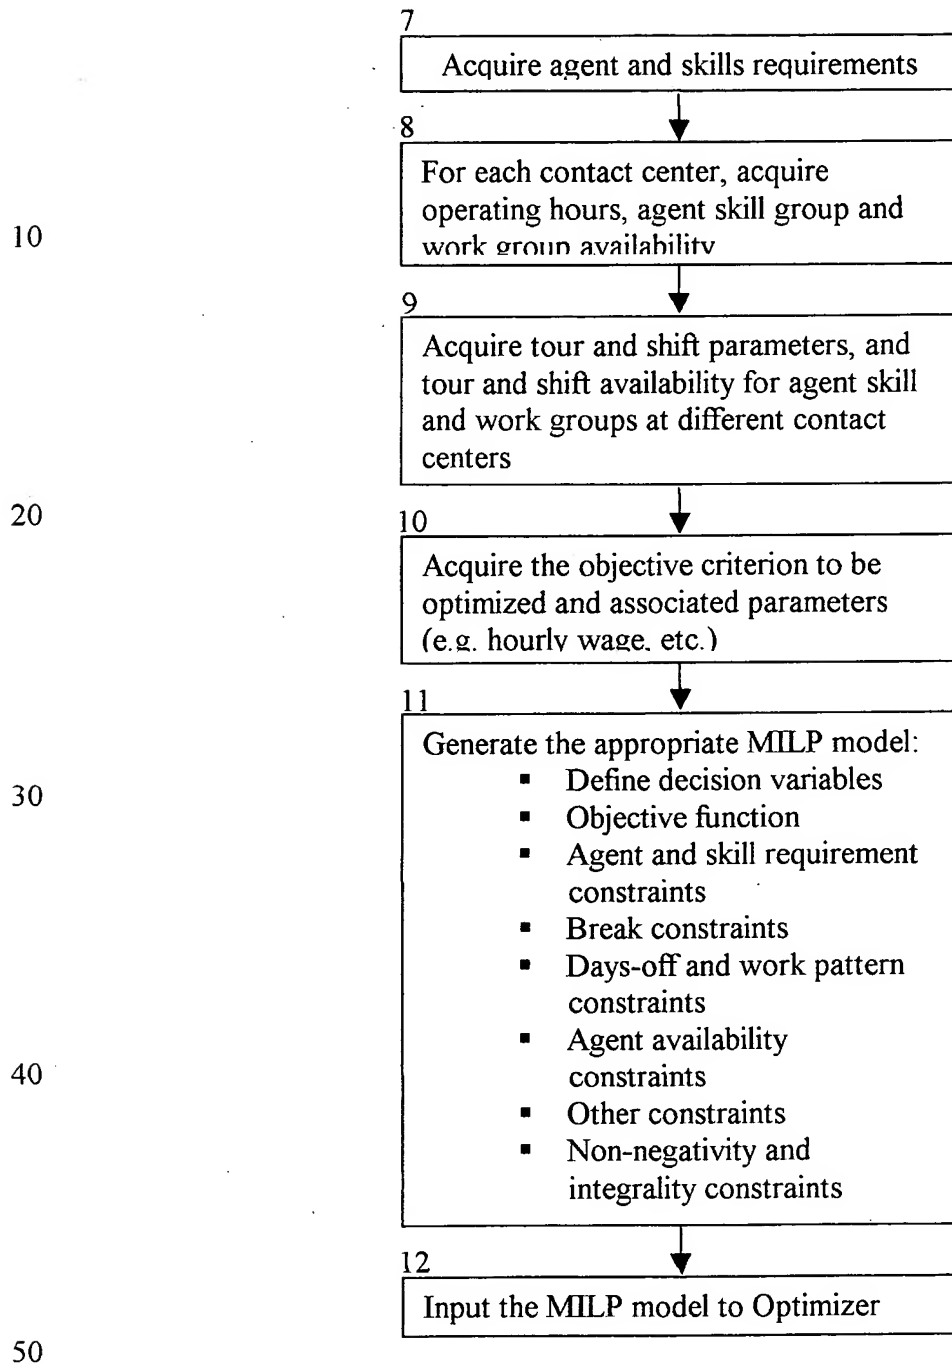 7
Acquire agent and skills requirements
8
For each contact center, acquire
operating hours, agent skill group and
10
work group availability
9
Acquire tour and shift parameters, and
tour and shift availability for agent skill
and work groups at different contact
centers
20
10
Acquire the objective criterion to be
optimized and associated parameters
(e.g. hourly wage, etc.)
11
Generate the appropriate MILP model:
▪ Define decision variables
30
▪ Objective function
▪ Agent and skill requirement
constraints
▪ Break constraints
▪ Days-off and work pattern
constraints
▪ Agent availability
40
constraints
▪ Other constraints
▪ Non-negativity and
integrality constraints
12
Input the MILP model to Optimizer
50